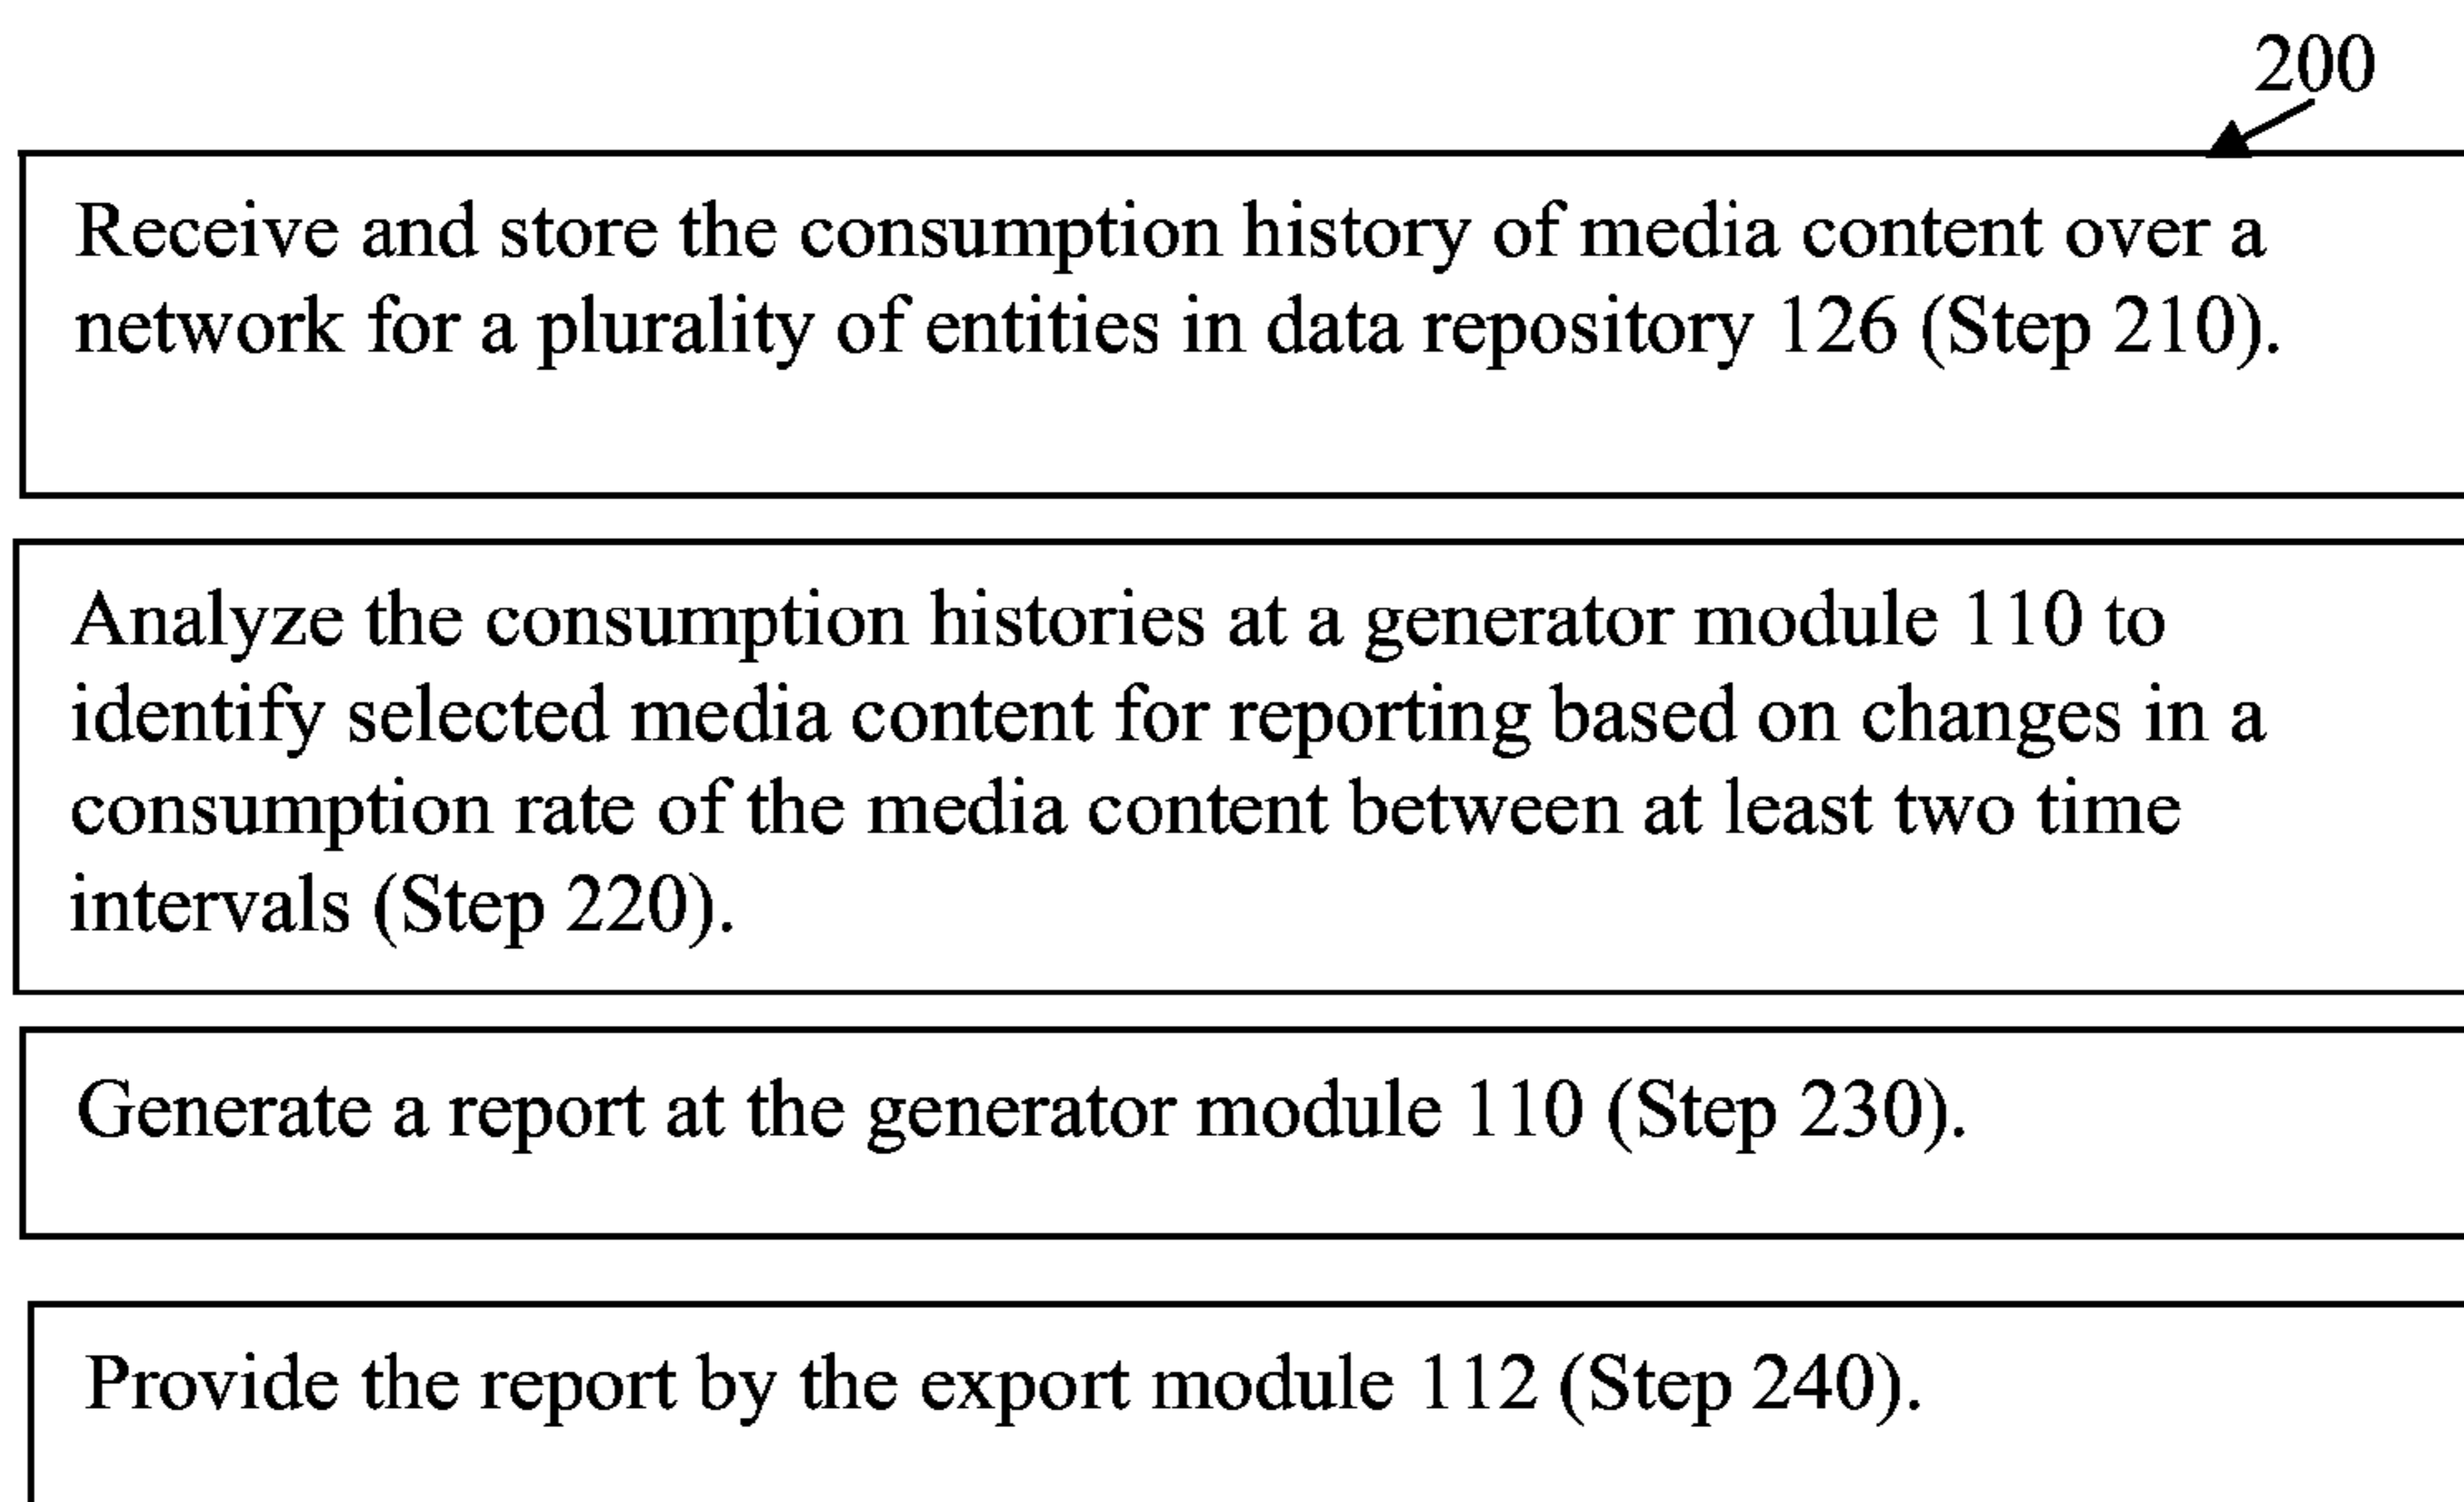 200
Receive and store the consumption history of media content over a
network for a plurality of entities in data repository 126 (Step 210).
Analyze the consumption histories at a generator module 110 to
identify selected media content for reporting based on changes in a
consumption rate of the media content between at least two time
intervals (Step 220).
Generate a report at the generator module 110 (Step 230).
Provide the report by the export module 112 (Step 240).